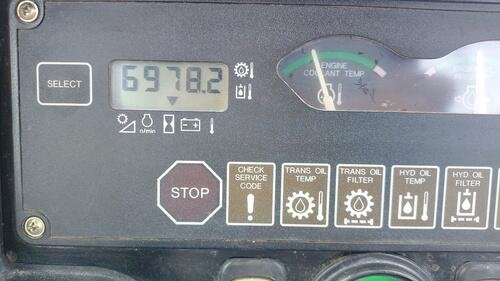 SELECT
6978.2
n/min
ENGINE
COOLANT TEMP
STOP
CHECK
SERVICE
CODE
!
TRANS OIL
TEMP
TRANS OIL
FILTER
HYD OIL
TEMP
HYD OIL
FILTER